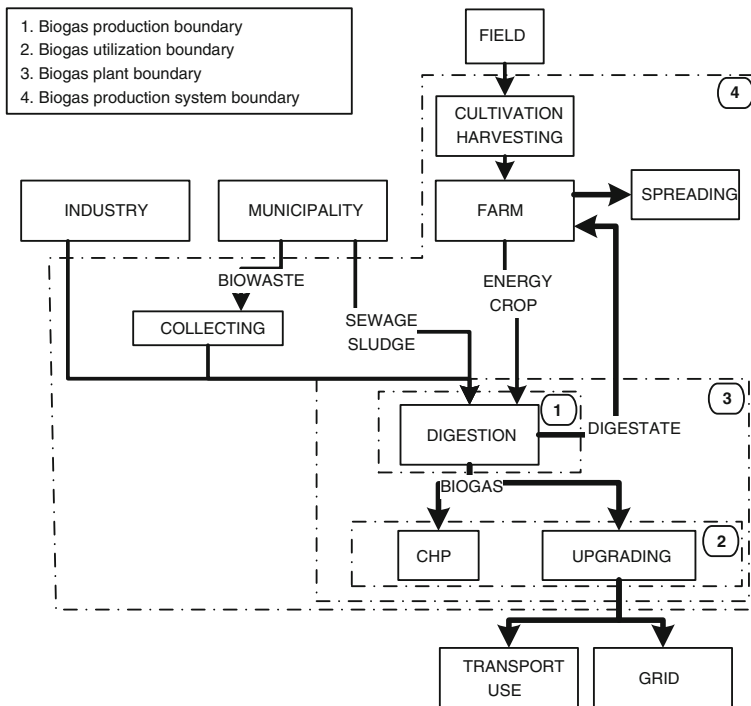 1. Biogas production boundary
2. Biogas utilization boundary
3. Biogas plant boundary
4. Biogas production system boundary
FIELD
4
CULTIVATION
HARVESTING
INDUSTRY
MUNICIPALITY
FARM
SPREADING
BIOWASTE
ENERGY
CROP
COLLECTING
SEWAGE
SLUDGE
3
1
DIGESTION
DIGESTATE
BIOGAS
2
CHP
UPGRADING
TRANSPORT
USE
GRID